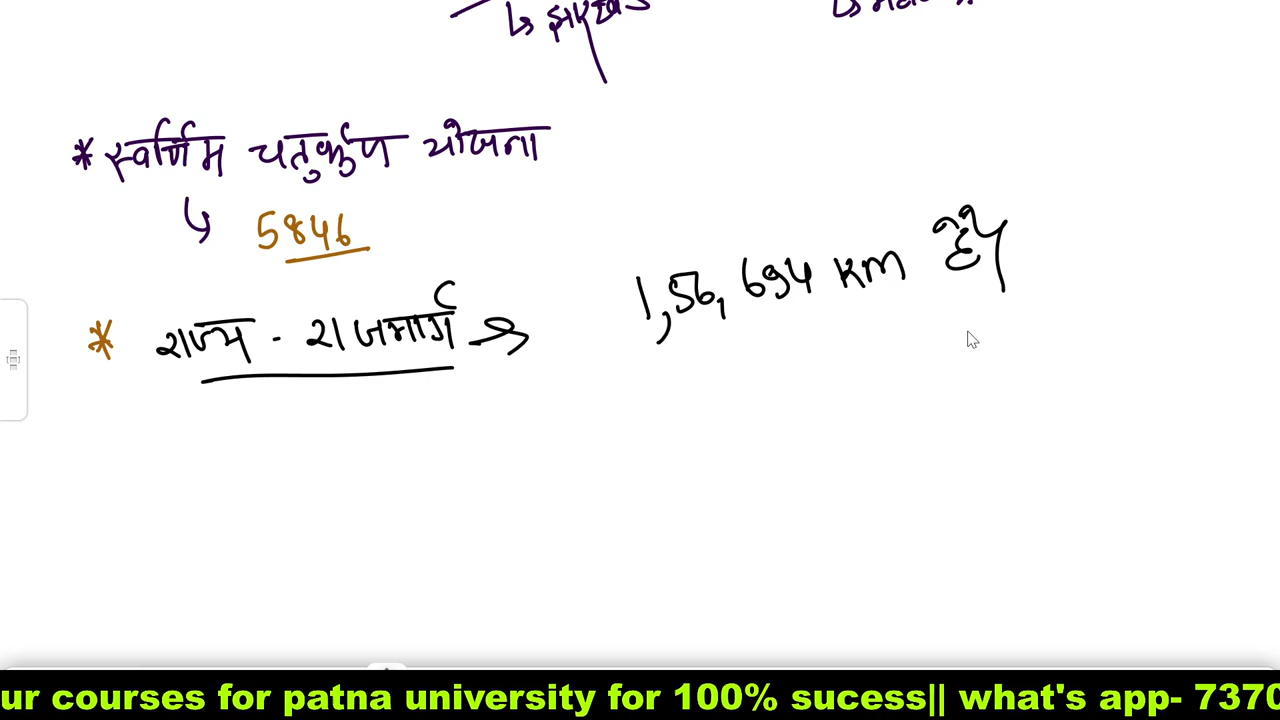 ↳ झारखंड
* स्वर्णिम चतुर्भुज योजना
↳ 5846
* राज्य - राजमार्ग → 1,56,694 km है।
ur courses for patna university for 100% sucess|| what's app- 7370